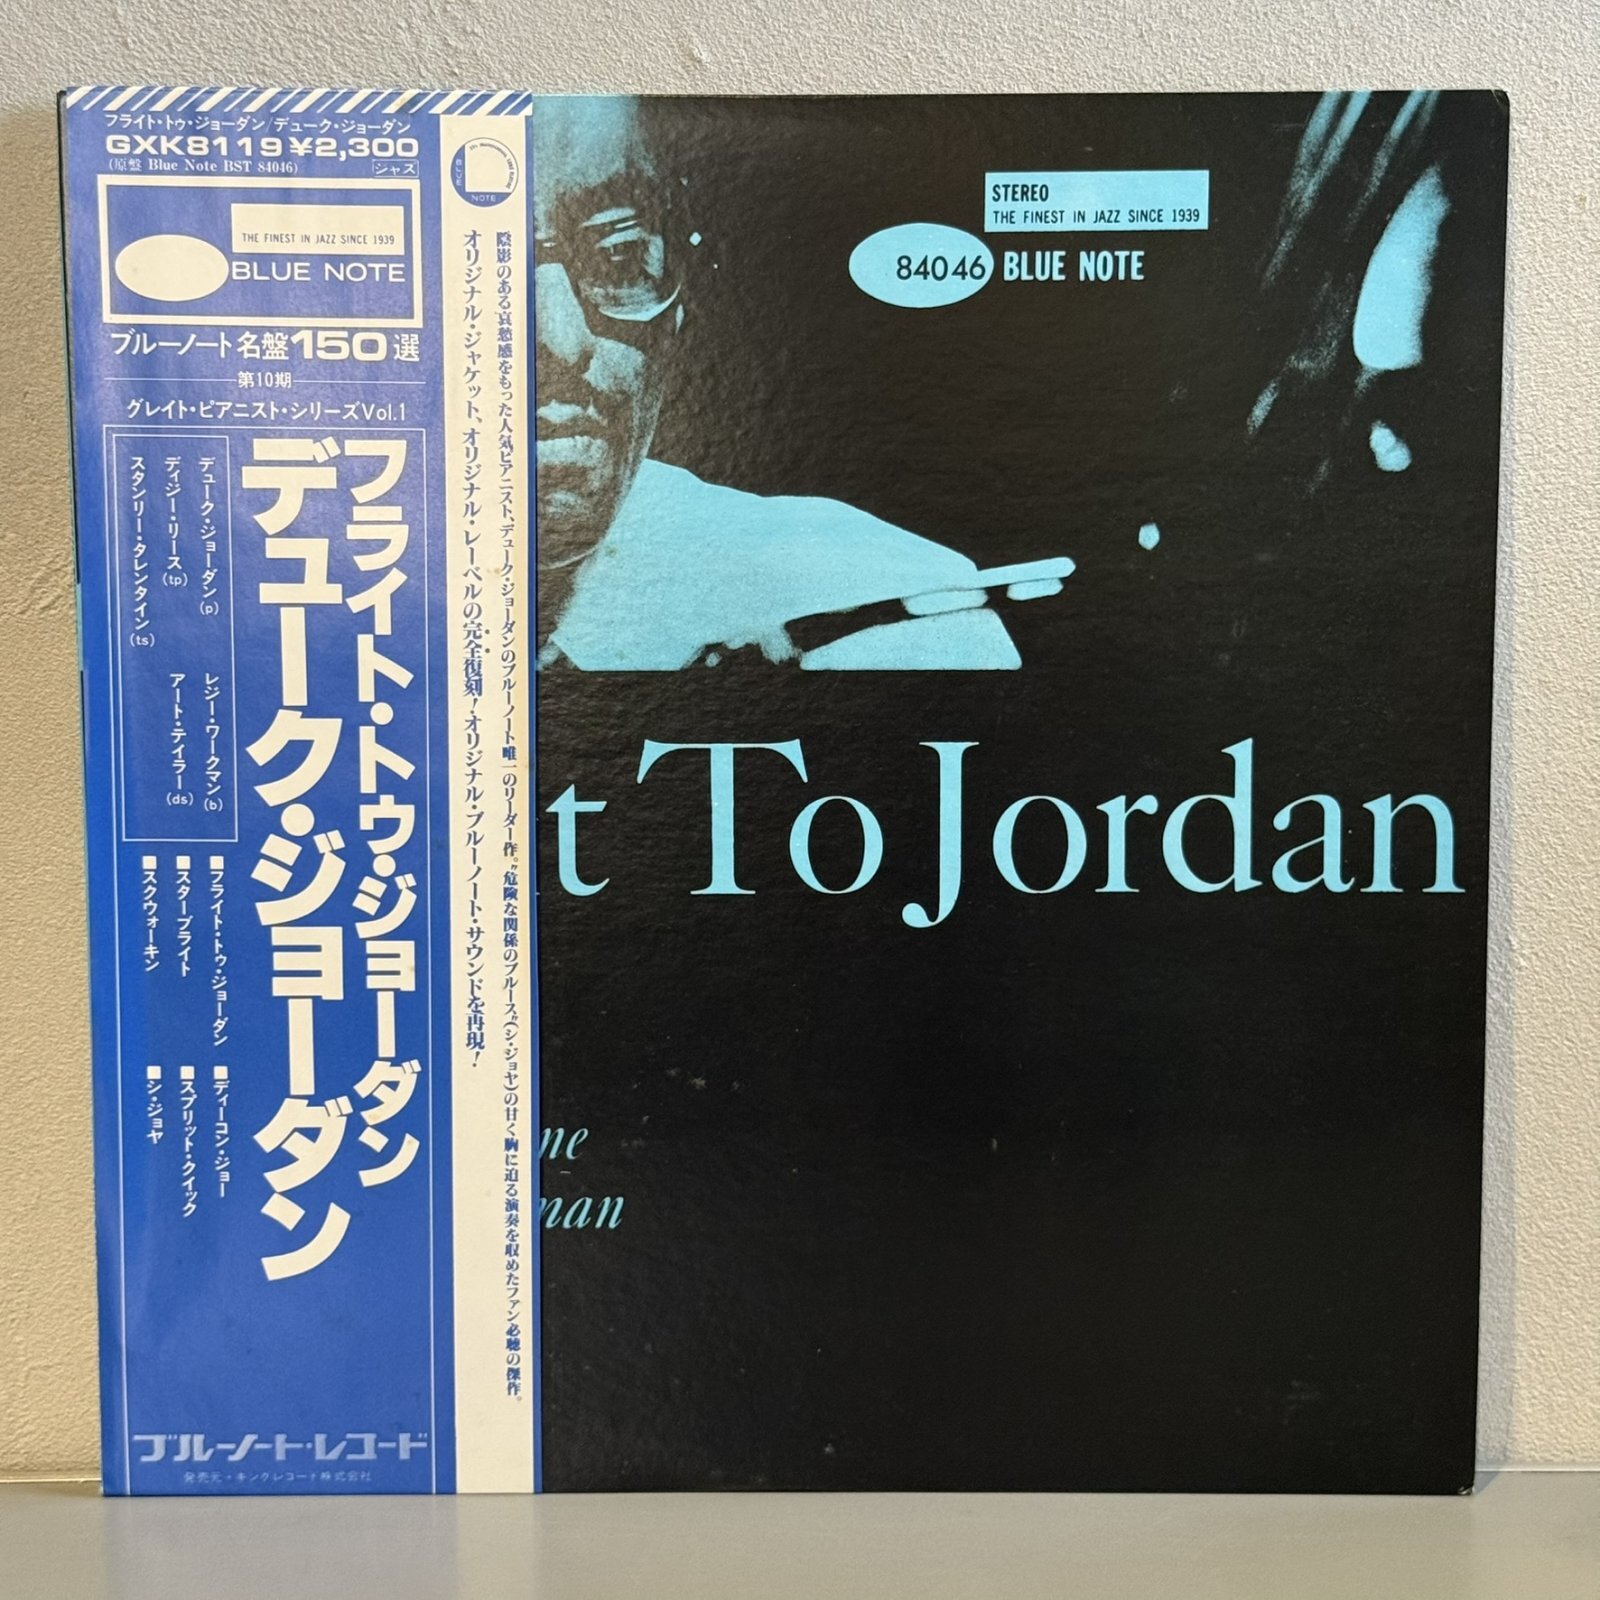 フライト・トゥ・ジョーダン/デューク・ジョーダン
GXK8119 ¥2,300
(原盤 Blue Note BST 84046)
ジャズ
THE FINEST IN JAZZ SINCE 1939
BLUE NOTE
ブルーノート名盤150選
第10期
グレイト・ピアニスト・シリーズVol.1
フライト・トゥ・ジョーダン
デューク・ジョーダン
デューク・ジョーダン(p)
ディジー・リース(tp)
スタンリー・タレンタイン(ts)
レジー・ワークマン(b)
アート・テイラー(ds)
■フライト・トゥ・ジョーダン
■スターブライト
■スクウォーキン
■ディーコン・ジョー
■スプリット・クイック
■シ・ジョヤ
ブルーノート・レコード
発売元・キングレコード株式会社
BLUE
NOTE
陰影のある哀愁感をもった人気ピアニスト、デューク・ジョーダンのブルーノート唯一のリーダー作。“危険な関係のブルース”(シ・ジョヤ)の甘く胸に迫る演奏を収めたファン必聴の傑作。
オリジナル・ジャケット、オリジナル・レーベルの完全復刻!オリジナル・ブルーノート・サウンドを再現!
STEREO
THE FINEST IN JAZZ SINCE 1939
84046 BLUE NOTE
t To Jordan
ne
man